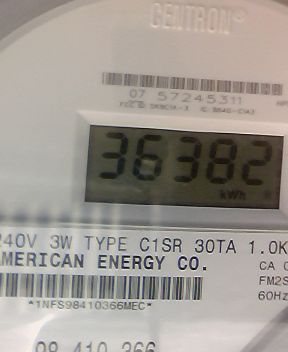 CENTRON®
07 57245311
36382
kWh
240V 3W TYPE C1SR 30TA 1.0K
AMERICAN ENERGY CO.
CA
FM2S
60Hz
*1NFS98410366MEC*
98 410 366